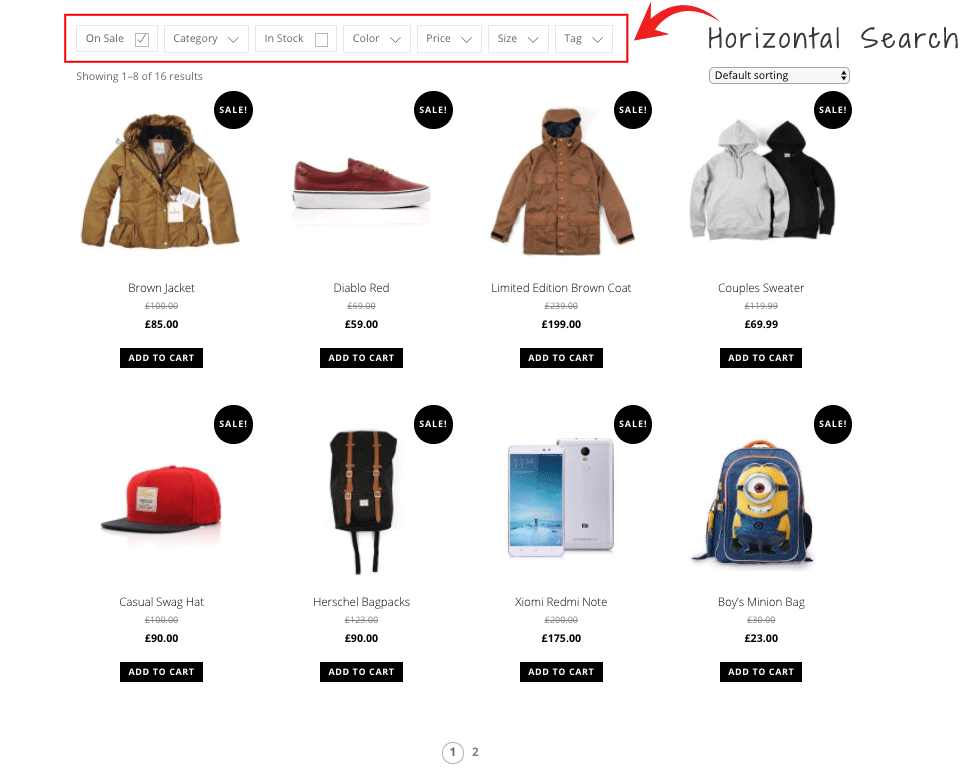 On Sale Category In Stock Color Price Size Tag
Horizontal Search
Showing 1–8 of 16 results
Default sorting
SALE! SALE! SALE! SALE!
Brown Jacket Diablo Red Limited Edition Brown Coat Couples Sweater
£100.00 £69.00 £239.00 £119.99
£85.00 £59.00 £199.00 £69.99
ADD TO CART ADD TO CART ADD TO CART ADD TO CART
SALE! SALE! SALE! SALE!
Casual Swag Hat Herschel Bagpacks Xiomi Redmi Note Boy's Minion Bag
£100.00 £123.00 £200.00 £30.00
£90.00 £90.00 £175.00 £23.00
ADD TO CART ADD TO CART ADD TO CART ADD TO CART
1 2